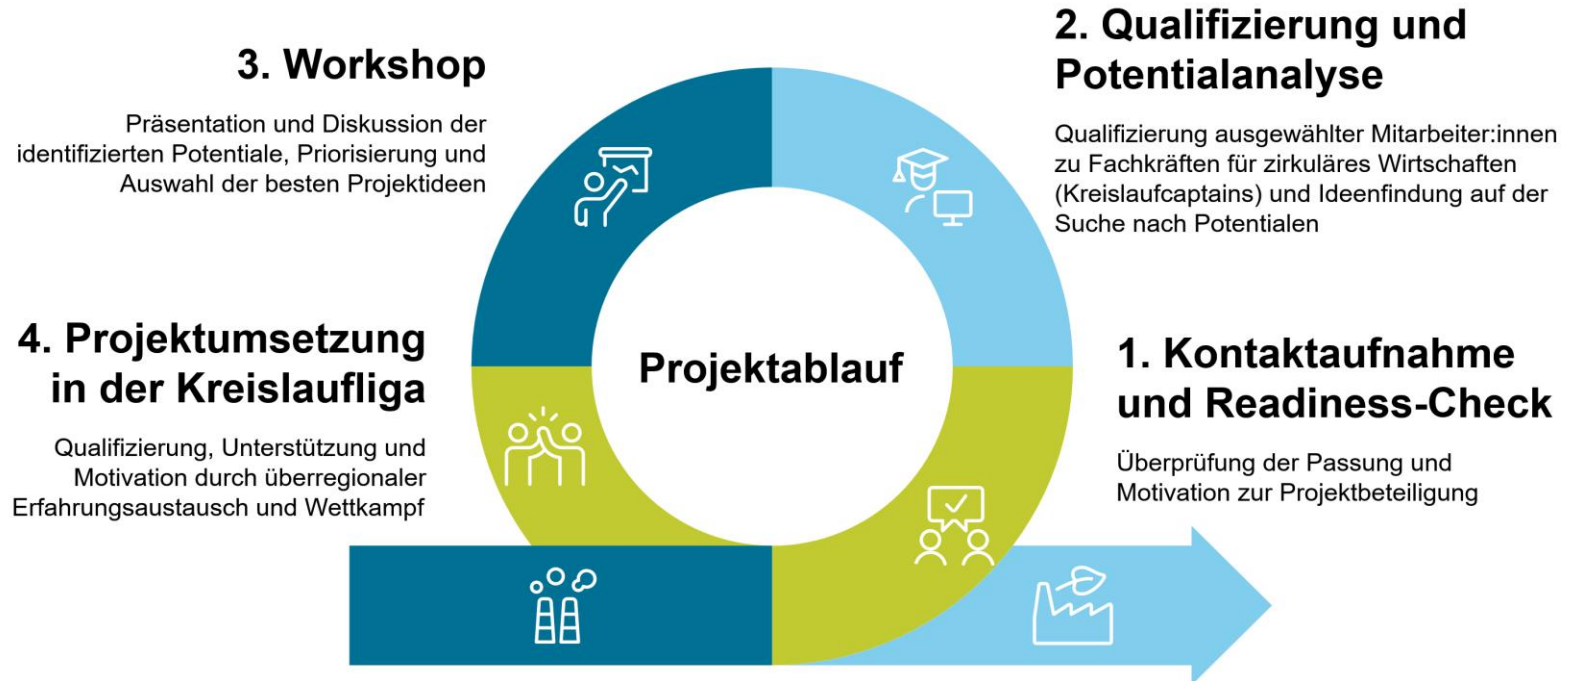 3. Workshop
Präsentation und Diskussion der
identifizierten Potentiale, Priorisierung und
Auswahl der besten Projektideen
2. Qualifizierung und
Potentialanalyse
Qualifizierung ausgewählter Mitarbeiter:innen
zu Fachkräften für zirkuläres Wirtschaften
(Kreislaufcaptains) und Ideenfindung auf der
Suche nach Potentialen
4. Projektumsetzung
in der Kreislaufliga
Qualifizierung, Unterstützung und
Motivation durch überregionaler
Erfahrungsaustausch und Wettkampf
Projektablauf
1. Kontaktaufnahme
und Readiness-Check
Überprüfung der Passung und
Motivation zur Projektbeteiligung